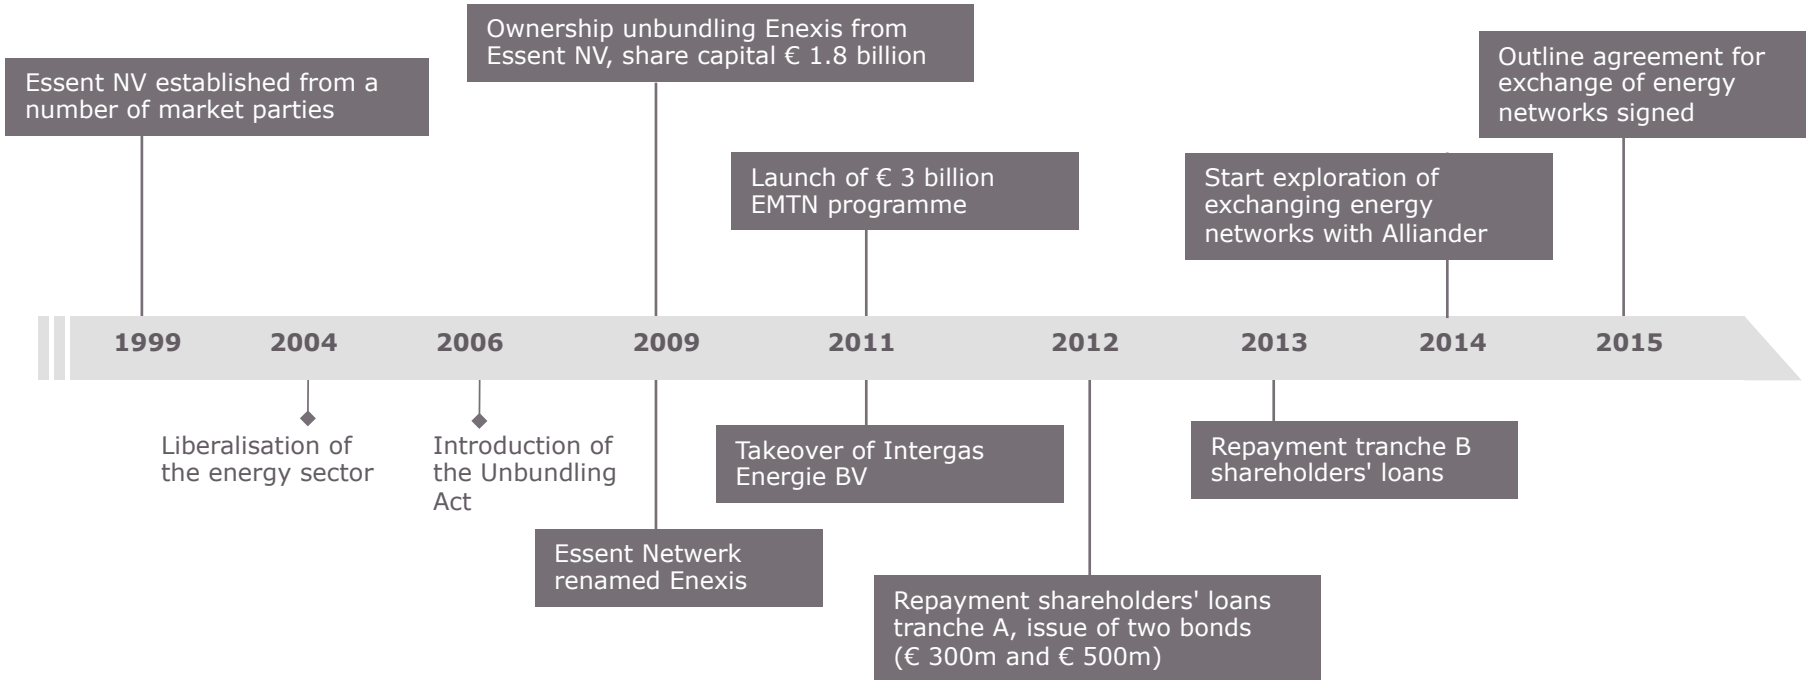 Ownership unbundling Enexis from
Essent NV, share capital € 1.8 billion
Outline agreement for
exchange of energy
networks signed
Essent NV established from a
number of market parties
Launch of € 3 billion
EMTN programme
Start exploration of
exchanging energy
networks with Alliander
1999 2004 2006 2009 2011 2012 2013 2014 2015
Liberalisation of
the energy sector
Introduction of
the Unbundling
Act
Takeover of Intergas
Energie BV
Repayment tranche B
shareholders' loans
Essent Netwerk
renamed Enexis
Repayment shareholders' loans
tranche A, issue of two bonds
(€ 300m and € 500m)